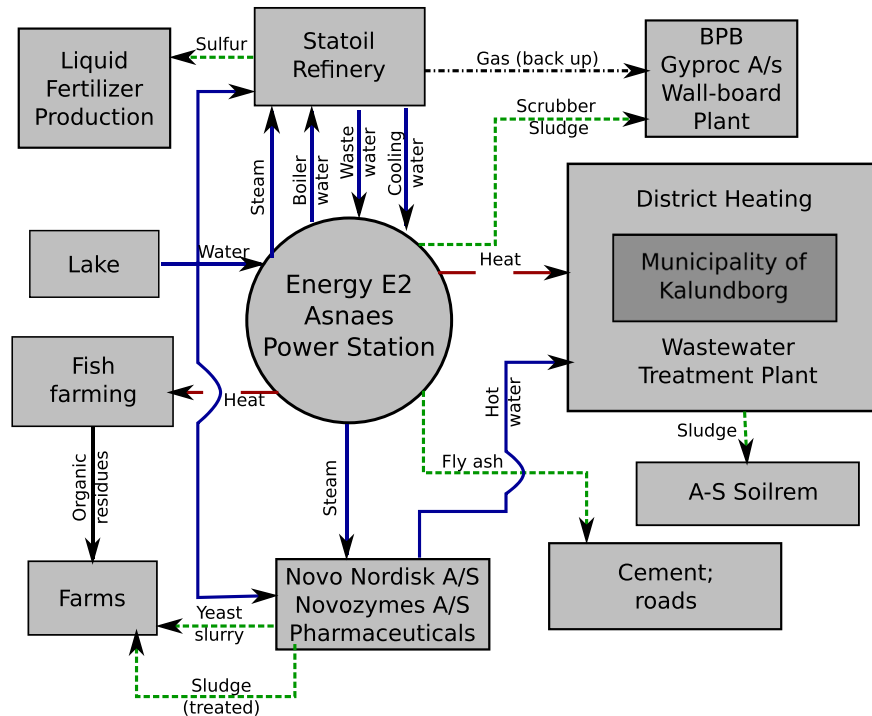 Liquid
Fertilizer
Production
Sulfur
Statoil
Refinery
Gas (back up)
BPB
Gyproc A/s
Wall-board
Plant
Scrubber
Sludge
Steam
Boiler
water
Waste
water
Cooling
water
Lake
Water
Energy E2
Asnaes
Power Station
Heat
District Heating
Municipality of
Kalundborg
Wastewater
Treatment Plant
Fish
farming
Heat
Hot
water
Sludge
A-S Soilrem
Organic
residues
Steam
Fly ash
Cement;
roads
Farms
Yeast
slurry
Novo Nordisk A/S
Novozymes A/S
Pharmaceuticals
Sludge
(treated)